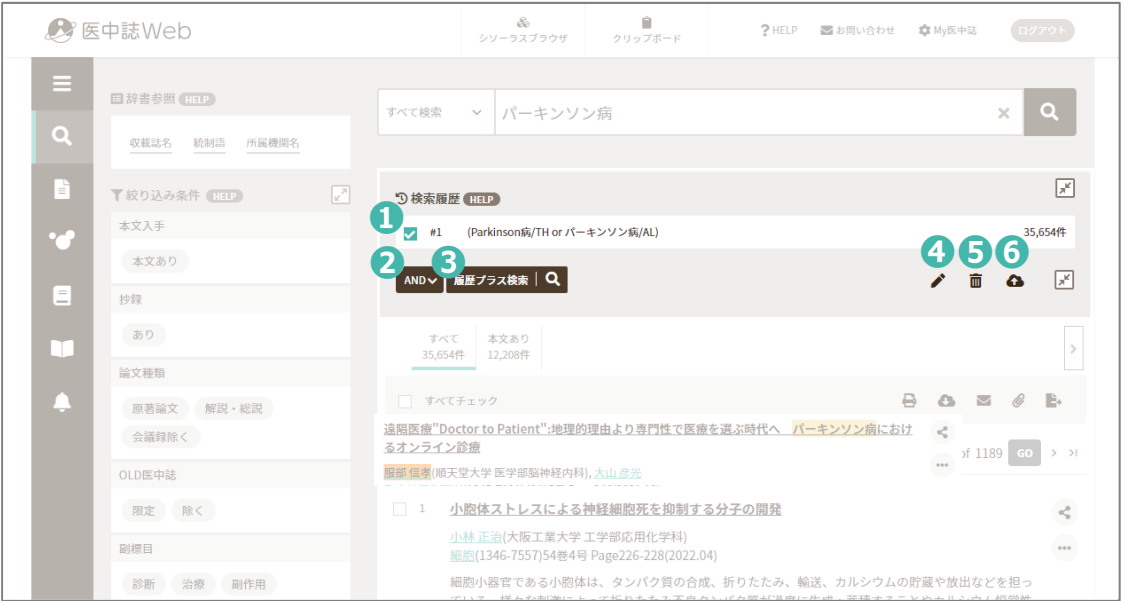 医中誌Web
シソーラスブラウザ
クリップボード
HELP
お問い合わせ
My医中誌
ログアウト
辞書参照 HELP
収載誌名 統制語 所属機関名
絞り込み条件 HELP
本文入手
本文あり
抄録
あり
論文種類
原著論文 解説・総説
会議録除く
OLD医中誌
限定 除く
副標目
診断 治療 副作用
すべて検索
パーキンソン病
検索履歴 HELP
1
#1 (Parkinson病/TH or パーキンソン病/AL) 35,654件
2 3 4 5 6
AND 履歴プラス検索
すべて 本文あり
35,654件 12,208件
すべてチェック
遠隔医療"Doctor to Patient":地理的理由より専門性で医療を選ぶ時代へ パーキンソン病におけ
るオンライン診療
服部 信孝(順天堂大学 医学部脳神経内科), 大山 彦光
of 1189 GO
1 小胞体ストレスによる神経細胞死を抑制する分子の開発
小林 正治(大阪工業大学 工学部応用化学科)
細胞(1346-7557)54巻4号 Page226-228(2022.04)
細胞小器官である小胞体は、タンパク質の合成、折りたたみ、輸送、カルシウムの貯蔵や放出などを担っ